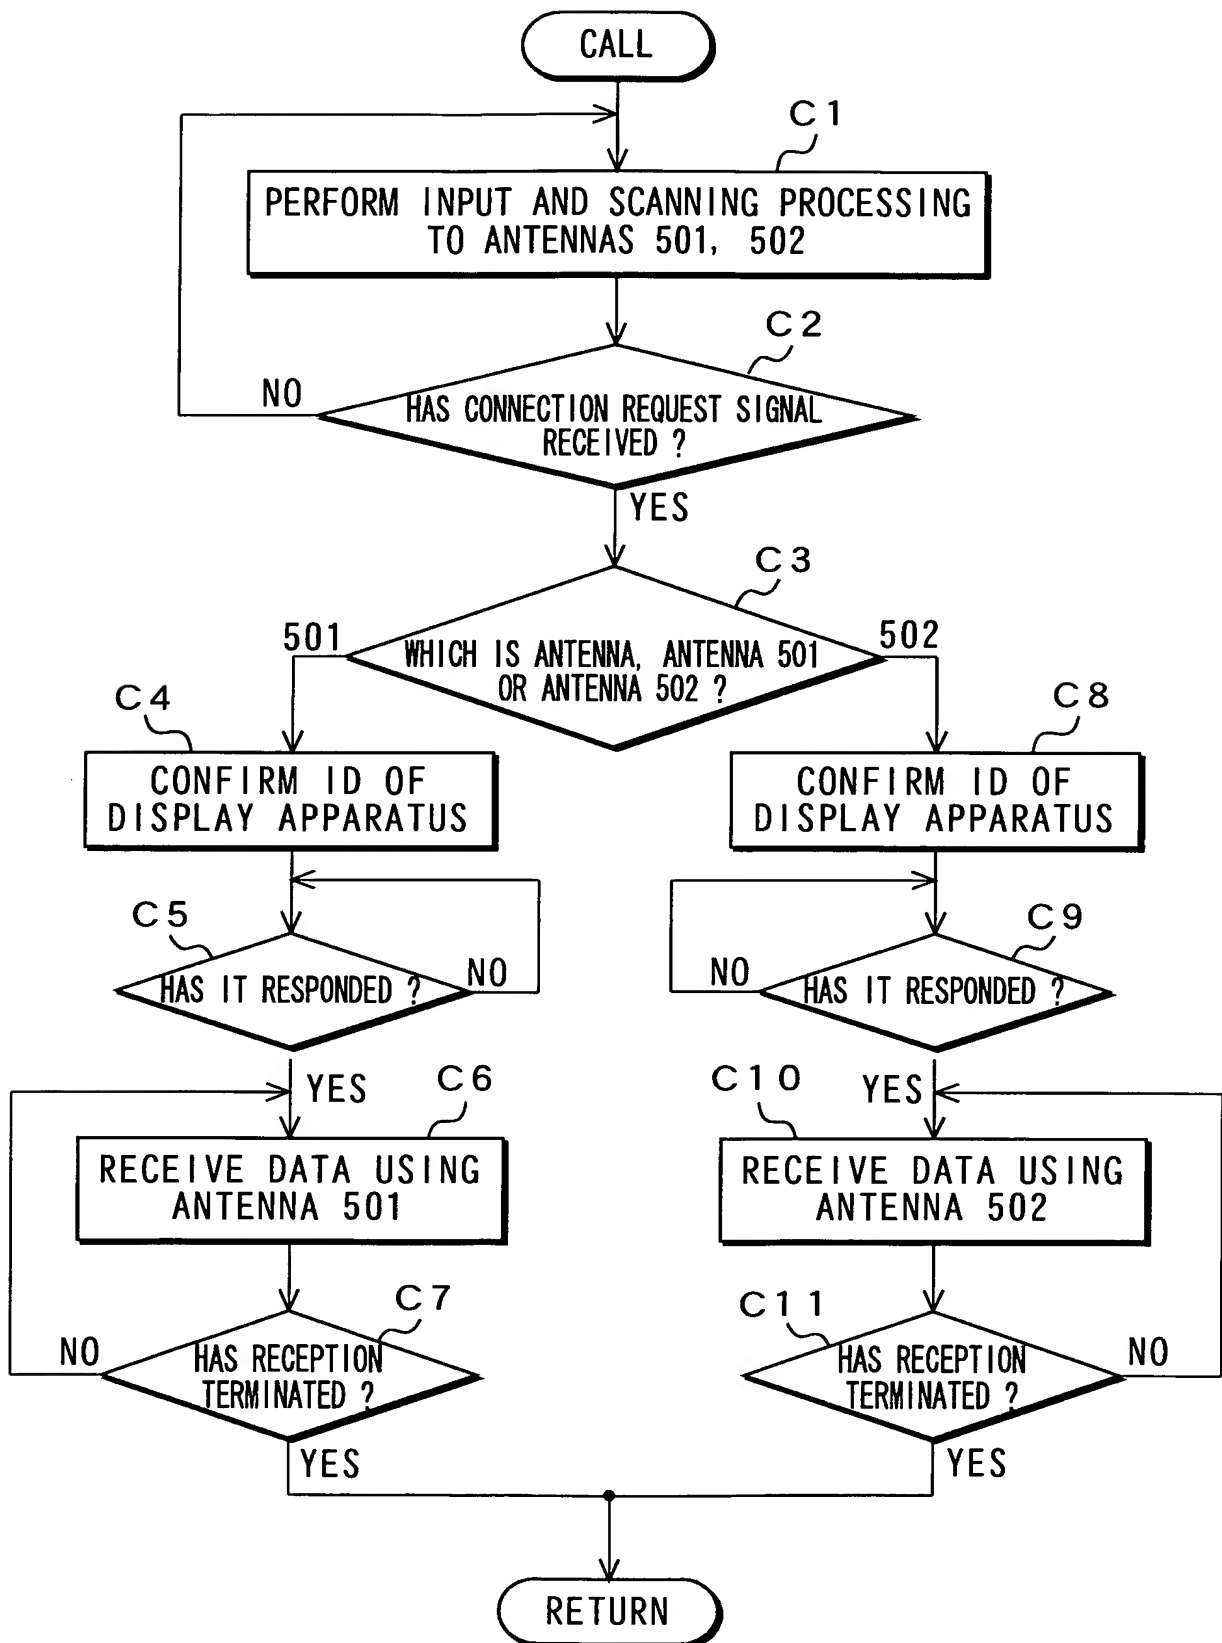 CALL
C1
PERFORM INPUT AND SCANNING PROCESSING
TO ANTENNAS 501, 502
C2
NO
HAS CONNECTION REQUEST SIGNAL
RECEIVED ?
YES
C3
501
502
WHICH IS ANTENNA, ANTENNA 501
OR ANTENNA 502 ?
C4
C8
CONFIRM ID OF
DISPLAY APPARATUS
CONFIRM ID OF
DISPLAY APPARATUS
C5
C9
HAS IT RESPONDED ?
NO
NO
HAS IT RESPONDED ?
YES
C6
C10
YES
RECEIVE DATA USING
ANTENNA 501
RECEIVE DATA USING
ANTENNA 502
C7
C11
NO
HAS RECEPTION
TERMINATED ?
HAS RECEPTION
TERMINATED ?
NO
YES
YES
RETURN